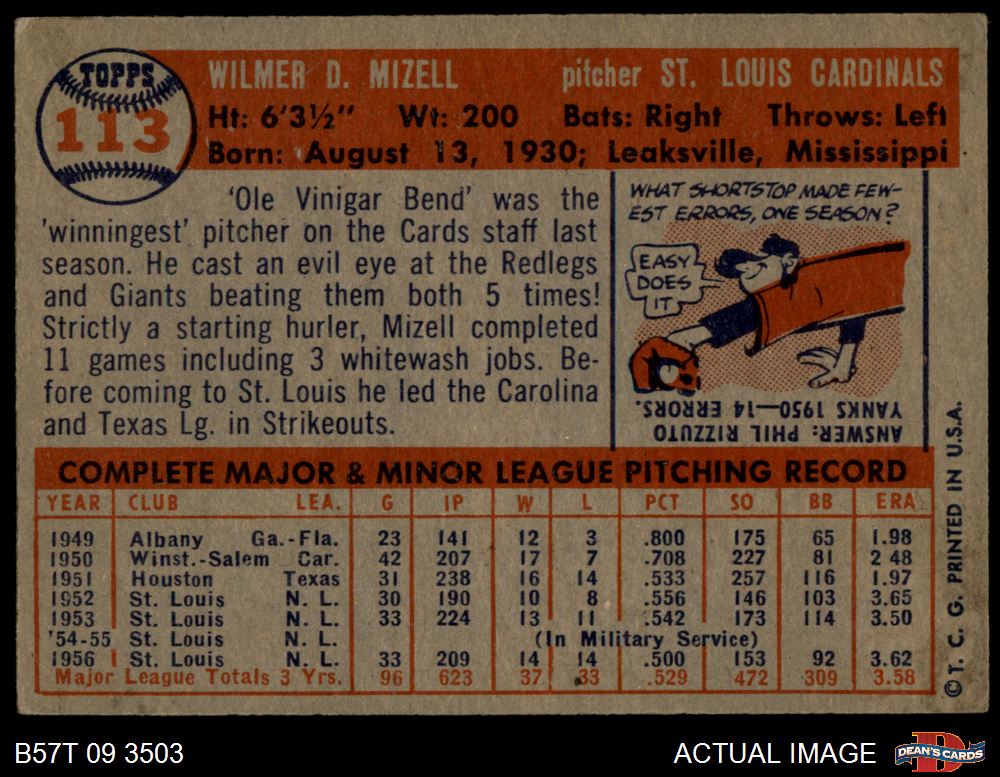 TOPPS
113
WILMER D. MIZELL pitcher ST. LOUIS CARDINALS
Ht: 6'3½" Wt: 200 Bats: Right Throws: Left
Born: August 13, 1930; Leaksville, Mississippi
'Ole Vinigar Bend' was the
'winningest' pitcher on the Cards staff last
season. He cast an evil eye at the Redlegs
and Giants beating them both 5 times!
Strictly a starting hurler, Mizell completed
11 games including 3 whitewash jobs. Be-
fore coming to St. Louis he led the Carolina
and Texas Lg. in Strikeouts.
WHAT SHORTSTOP MADE FEW-
EST ERRORS, ONE SEASON?
EASY
DOES
IT
ANSWER: PHIL RIZZUTO
YANKS 1950—14 ERRORS.
COMPLETE MAJOR & MINOR LEAGUE PITCHING RECORD
YEAR CLUB LEA. G IP W L PCT SO BB ERA
1949 Albany Ga.-Fla. 23 141 12 3 .800 175 65 1.98
1950 Winst.-Salem Car. 42 207 17 7 .708 227 81 2 48
1951 Houston Texas 31 238 16 14 .533 257 116 1.97
1952 St. Louis N. L. 30 190 10 8 .556 146 103 3.65
1953 St. Louis N. L. 33 224 13 11 .542 173 114 3.50
'54-55 St. Louis N. L. (In Military Service)
1956 St. Louis N. L. 33 209 14 14 .500 153 92 3.62
Major League Totals 3 Yrs. 96 623 37 33 .529 472 309 3.58
©T. C. G. PRINTED IN U.S.A.
B57T 09 3503 ACTUAL IMAGE
D
DEAN'S CARDS